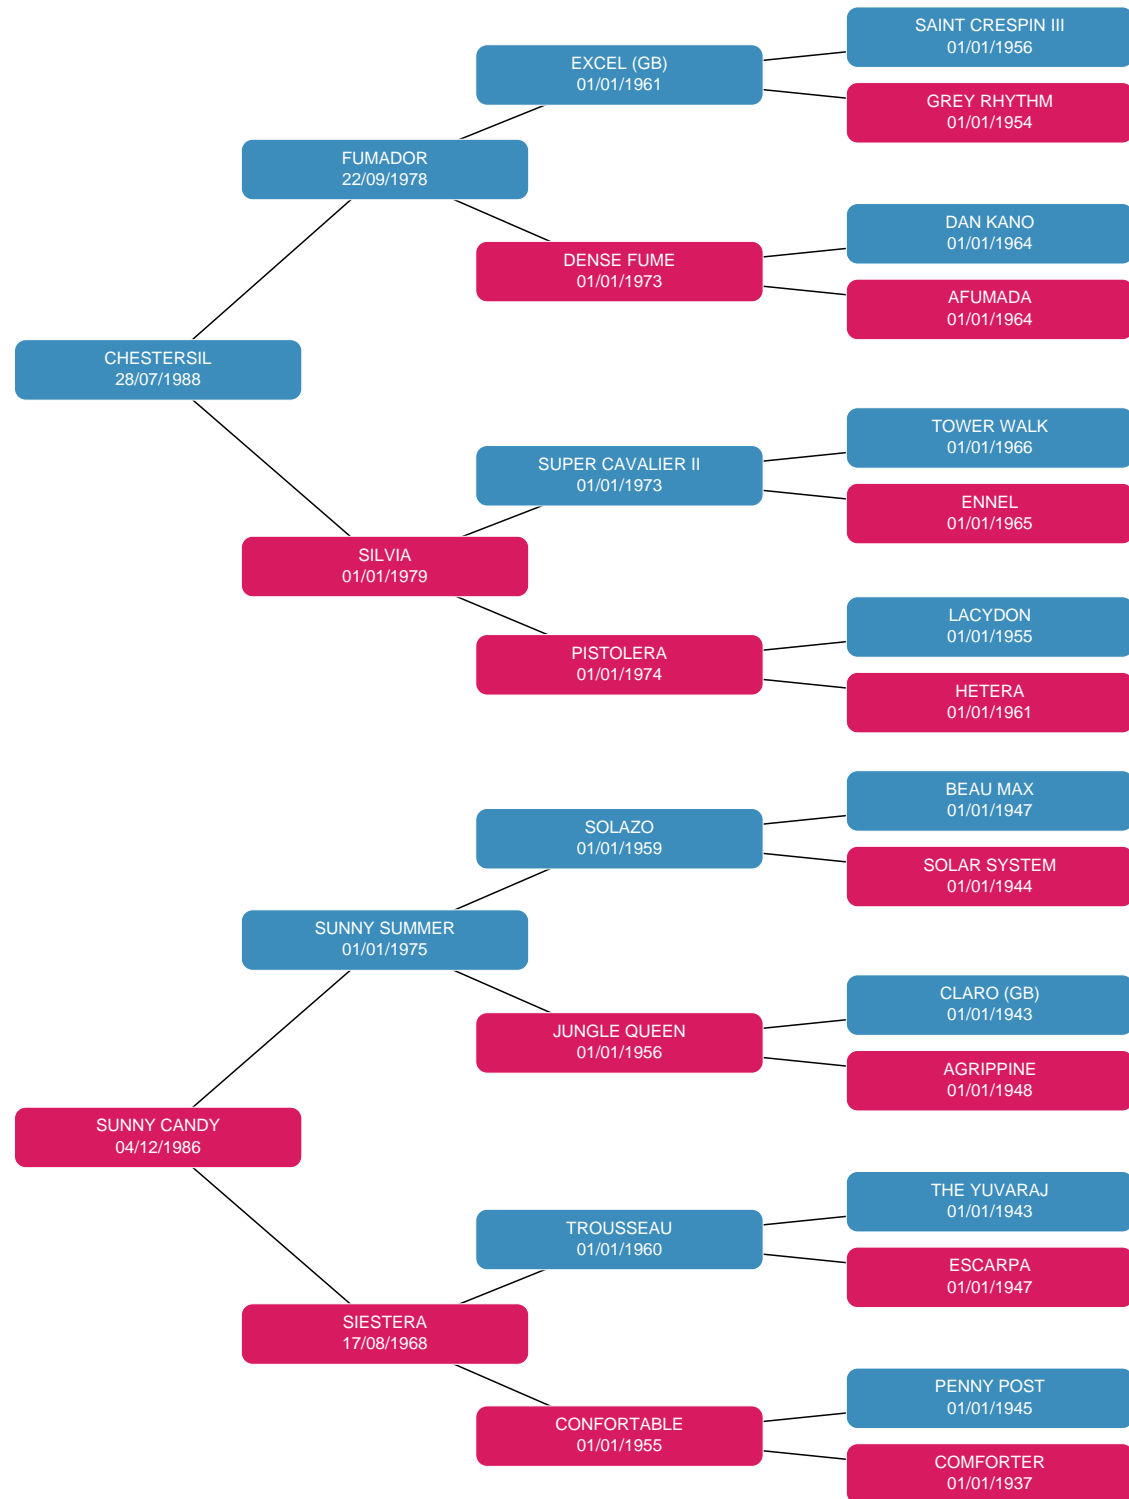 SAINT CRESPIN III
01/01/1956
EXCEL (GB)
01/01/1961
GREY RHYTHM
01/01/1954
FUMADOR
22/09/1978
DAN KANO
01/01/1964
DENSE FUME
01/01/1973
AFUMADA
01/01/1964
CHESTERSIL
28/07/1988
TOWER WALK
01/01/1966
SUPER CAVALIER II
01/01/1973
ENNEL
01/01/1965
SILVIA
01/01/1979
LACYDON
01/01/1955
PISTOLERA
01/01/1974
HETERA
01/01/1961
BEAU MAX
01/01/1947
SOLAZO
01/01/1959
SOLAR SYSTEM
01/01/1944
SUNNY SUMMER
01/01/1975
CLARO (GB)
01/01/1943
JUNGLE QUEEN
01/01/1956
AGRIPPINE
01/01/1948
SUNNY CANDY
04/12/1986
THE YUVARAJ
01/01/1943
TROUSSEAU
01/01/1960
ESCARPA
01/01/1947
SIESTERA
17/08/1968
PENNY POST
01/01/1945
CONFORTABLE
01/01/1955
COMFORTER
01/01/1937